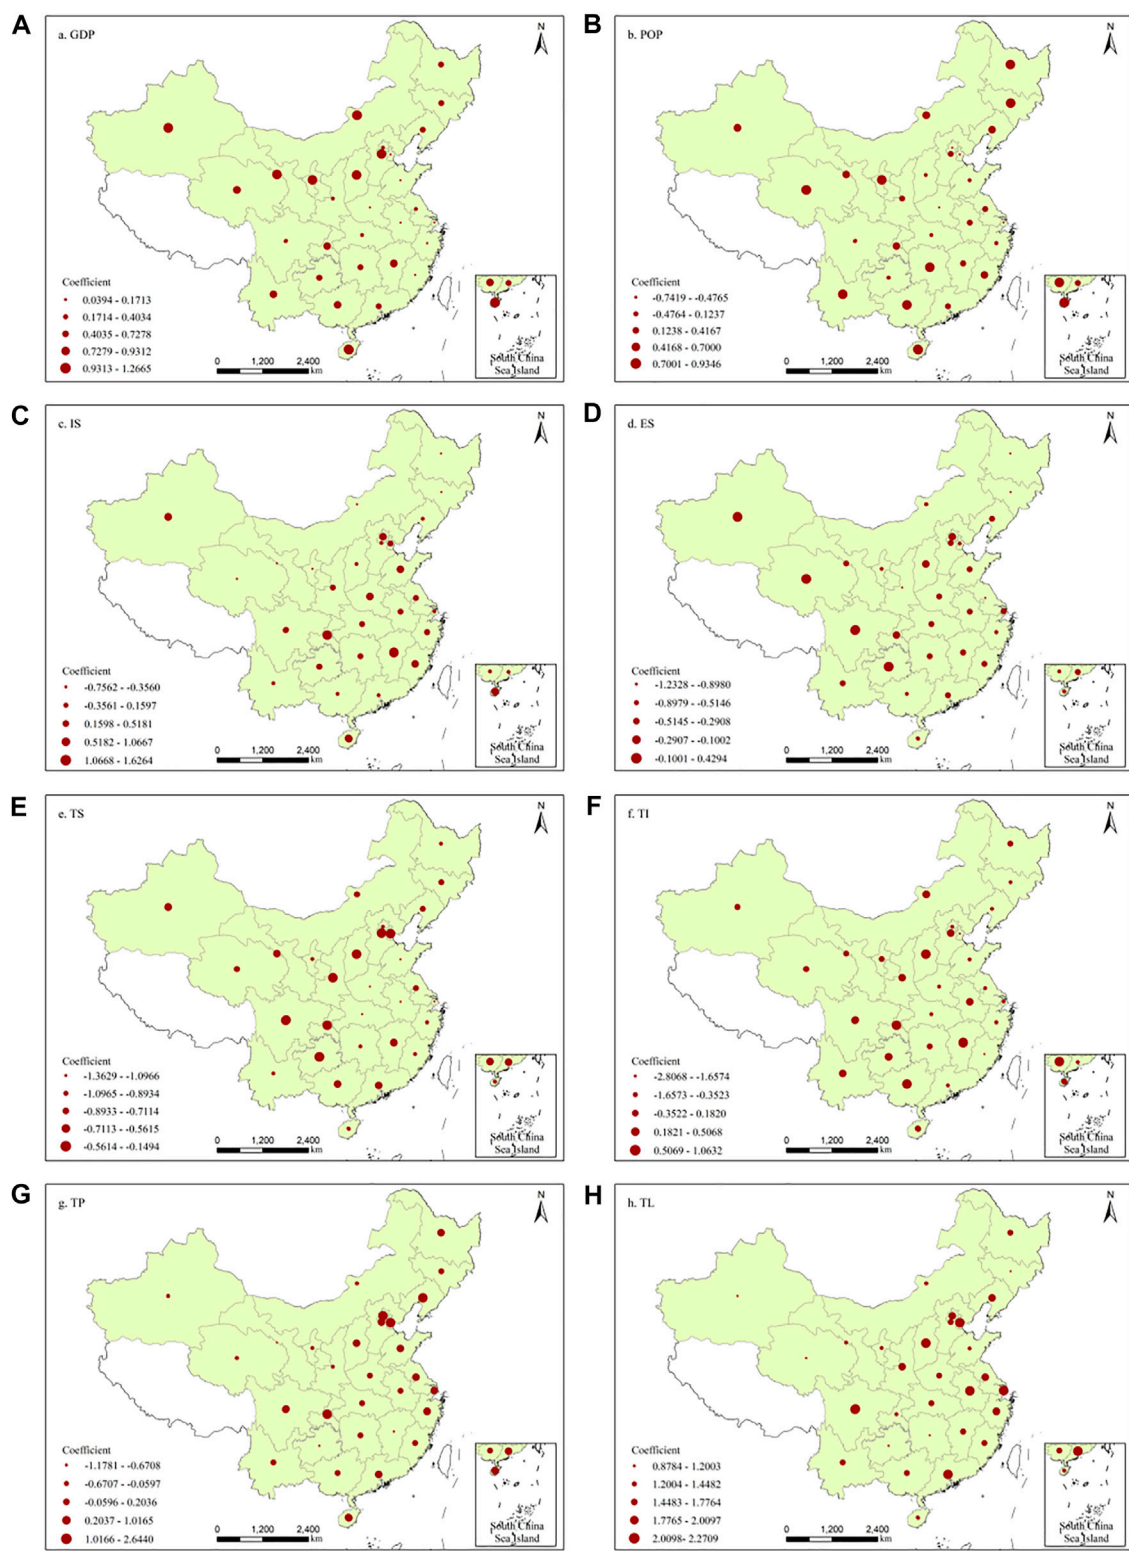 A
a. GDP
N
Coefficient
0.0394 - 0.1713
0.1714 - 0.4034
0.4035 - 0.7278
0.7279 - 0.9312
0.9313 - 1.2665
0 1,200 2,400
km
South China
Sea Island
B
b. POP
N
Coefficient
-0.7419 - -0.4765
-0.4764 - 0.1237
0.1238 - 0.4167
0.4168 - 0.7000
0.7001 - 0.9346
0 1,200 2,400
km
South China
Sea Island
C
c. IS
N
Coefficient
-0.7562 - -0.3560
-0.3561 - 0.1597
0.1598 - 0.5181
0.5182 - 1.0667
1.0668 - 1.6264
0 1,200 2,400
km
South China
Sea Island
D
d. ES
N
Coefficient
-1.2328 - -0.8980
-0.8979 - -0.5146
-0.5145 - -0.2908
-0.2907 - -0.1002
-0.1001 - 0.4294
0 1,200 2,400
km
South China
Sea Island
E
e. TS
N
Coefficient
-1.3629 - -1.0966
-1.0965 - -0.8934
-0.8933 - -0.7114
-0.7113 - -0.5615
-0.5614 - -0.1494
0 1,200 2,400
km
South China
Sea Island
F
f. TI
N
Coefficient
-2.8068 - -1.6574
-1.6573 - -0.3523
-0.3522 - 0.1820
0.1821 - 0.5068
0.5069 - 1.0632
0 1,200 2,400
km
South China
Sea Island
G
g. TP
N
Coefficient
-1.1781 - -0.6708
-0.6707 - -0.0597
-0.0596 - 0.2036
0.2037 - 1.0165
1.0166 - 2.6440
0 1,200 2,400
km
South China
Sea Island
H
h. TL
N
Coefficient
0.8784 - 1.2003
1.2004 - 1.4482
1.4483 - 1.7764
1.7765 - 2.0097
2.0098- 2.2709
0 1,200 2,400
km
South China
Sea Island